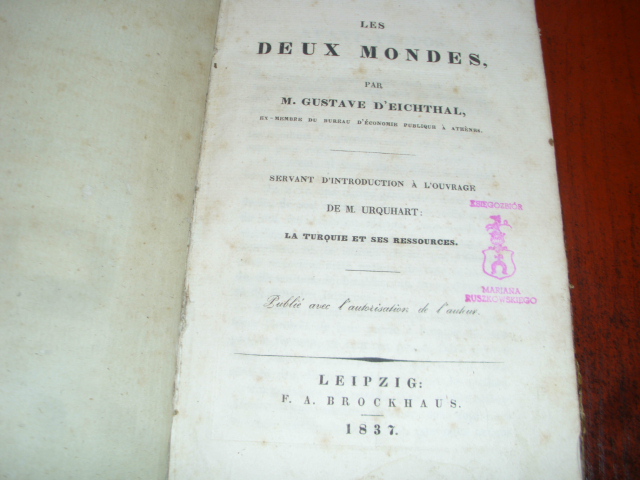 LES
DEUX MONDES,
PAR
M. GUSTAVE D'EICHTHAL,
EX-MEMBRE DU BUREAU D'ÉCONOMIE PUBLIQUE A ATHÈNES.
SERVANT D'INTRODUCTION À L'OUVRAGE
DE M. URQUHART:
LA TURQUIE ET SES RESSOURCES.
KSIĘGOZBIÓR
MARIANA
Publié avec l'autorisation de l'auteur.
LEIPZIG:
F. A. BROCKHAUS.
1837.